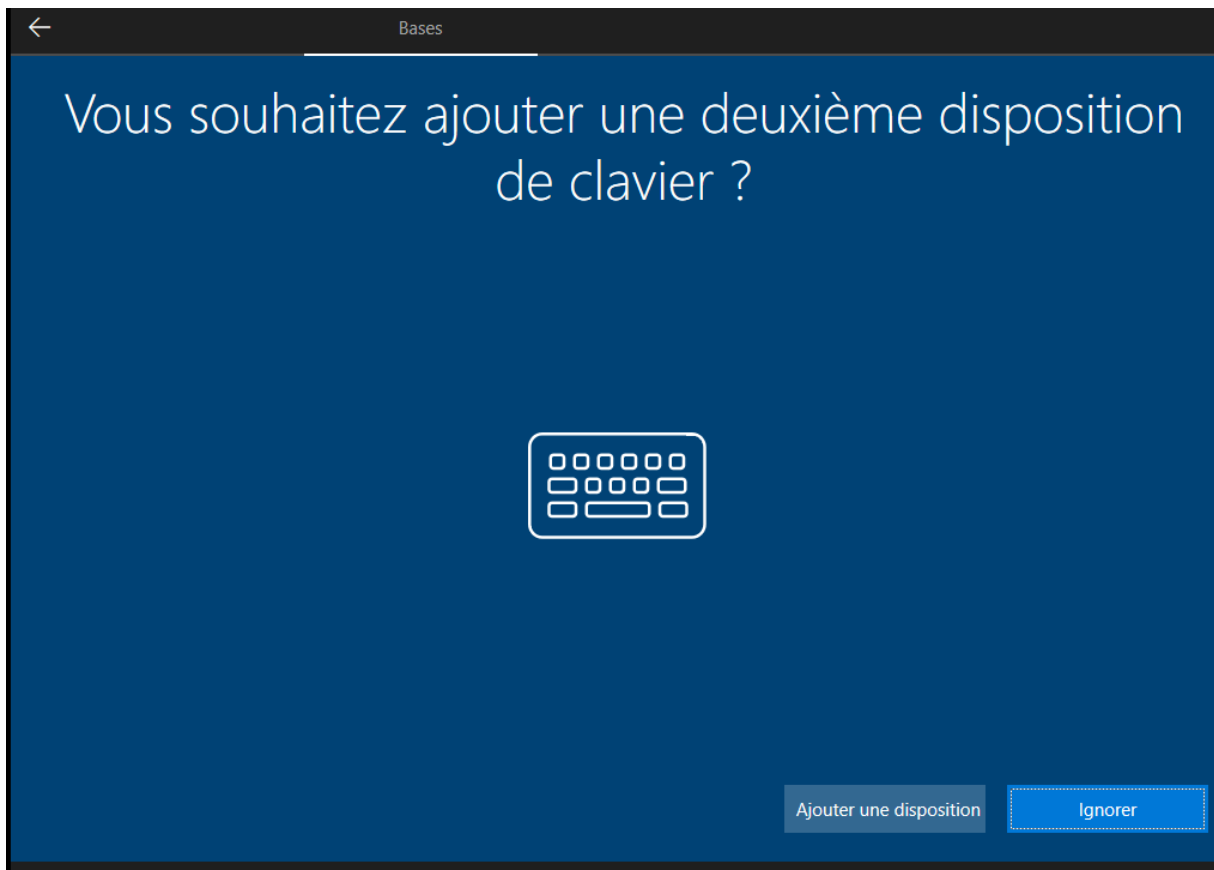 Bases
Vous souhaitez ajouter une deuxième disposition
de clavier ?
Ajouter une disposition
Ignorer